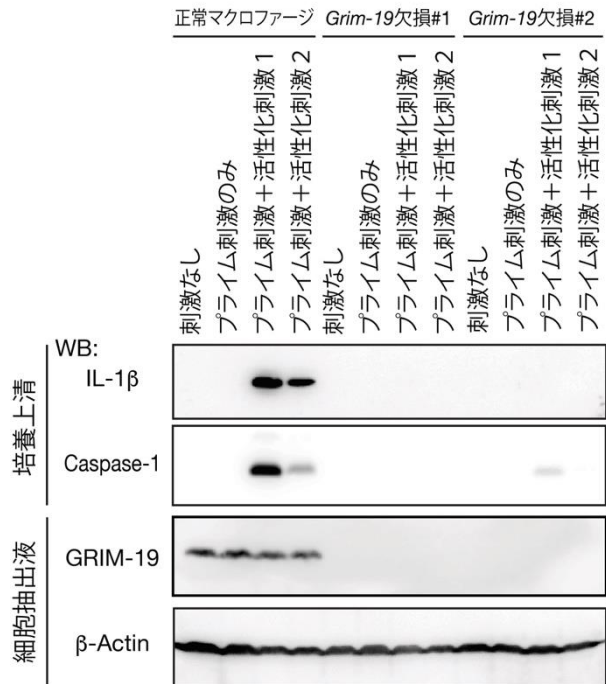 正常マクロファージ
Grim-19欠損#1
Grim-19欠損#2
刺激なし
プライム刺激のみ
プライム刺激＋活性化刺激 1
プライム刺激＋活性化刺激 2
刺激なし
プライム刺激のみ
プライム刺激＋活性化刺激 1
プライム刺激＋活性化刺激 2
刺激なし
プライム刺激のみ
プライム刺激＋活性化刺激 1
プライム刺激＋活性化刺激 2
WB:
培養上清
IL-1β
Caspase-1
細胞抽出液
GRIM-19
β-Actin